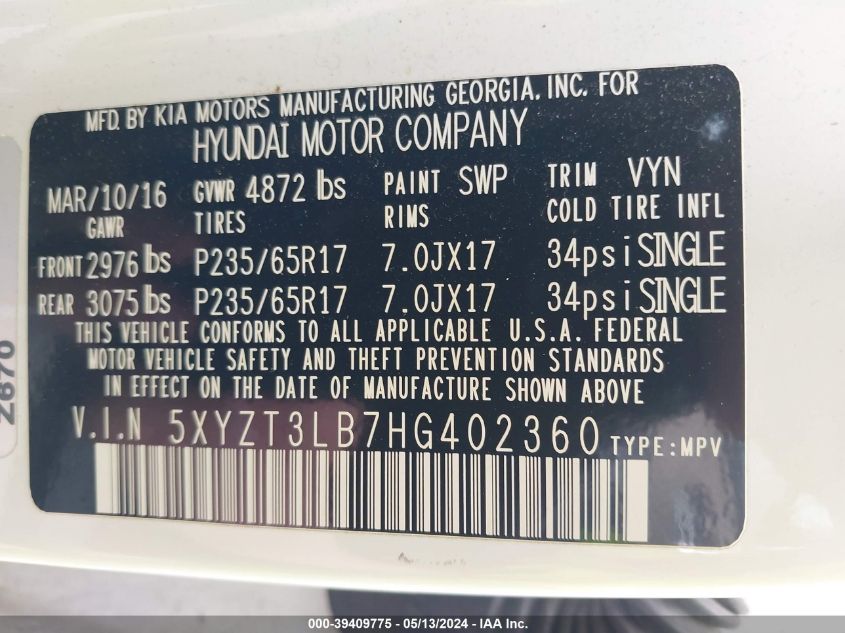 MFD. BY KIA MOTORS MANUFACTURING GEORGIA, INC. FOR
HYUNDAI MOTOR COMPANY
MAR/10/16 GVWR 4872 lbs PAINT SWP TRIM VYN
GAWR TIRES RIMS COLD TIRE INFL
FRONT 2976 lbs P235/65R17 7.0JX17 34psi SINGLE
REAR 3075 lbs P235/65R17 7.0JX17 34psi SINGLE
THIS VEHICLE CONFORMS TO ALL APPLICABLE U.S.A. FEDERAL
MOTOR VEHICLE SAFETY AND THEFT PREVENTION STANDARDS
IN EFFECT ON THE DATE OF MANUFACTURE SHOWN ABOVE
V.I.N 5XYZT3LB7HG402360 TYPE:MPV
2670
000-39409775 - 05/13/2024 - IAA Inc.